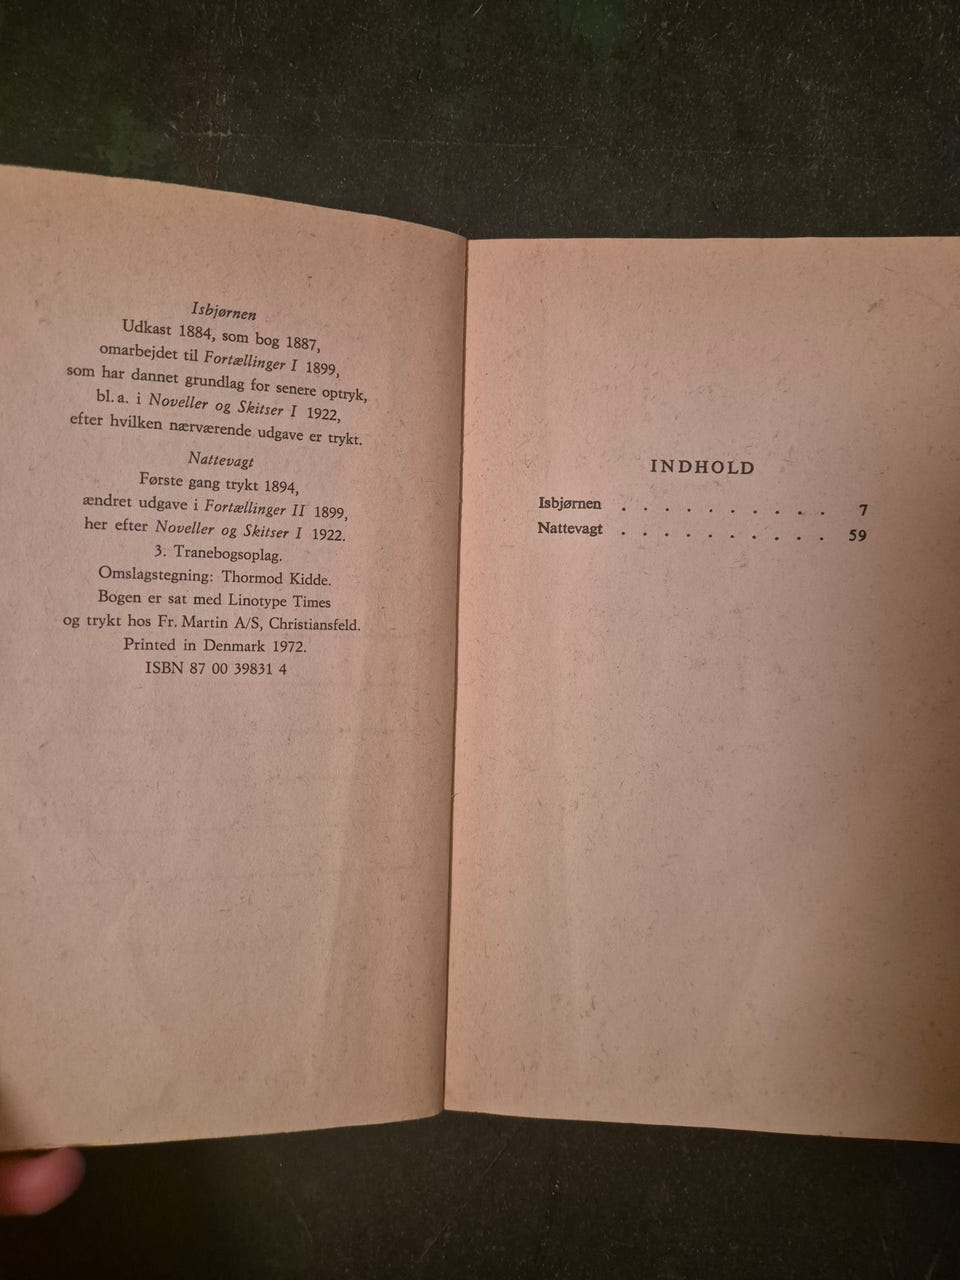 Isbjørnen
Udkast 1884, som bog 1887,
omarbejdet til Fortællinger I 1899,
som har dannet grundlag for senere optryk,
bl. a. i Noveller og Skitser I 1922,
efter hvilken nærværende udgave er trykt.
Nattevagt
Første gang trykt 1894,
ændret udgave i Fortællinger II 1899,
her efter Noveller og Skitser I 1922.
3. Tranebogsoplag.
Omslagstegning: Thormod Kidde.
Bogen er sat med Linotype Times
og trykt hos Fr. Martin A/S, Christiansfeld.
Printed in Denmark 1972.
ISBN 87 00 39831 4
INDHOLD
Isbjørnen . . . . . . . . . . 7
Nattevagt . . . . . . . . . . 59